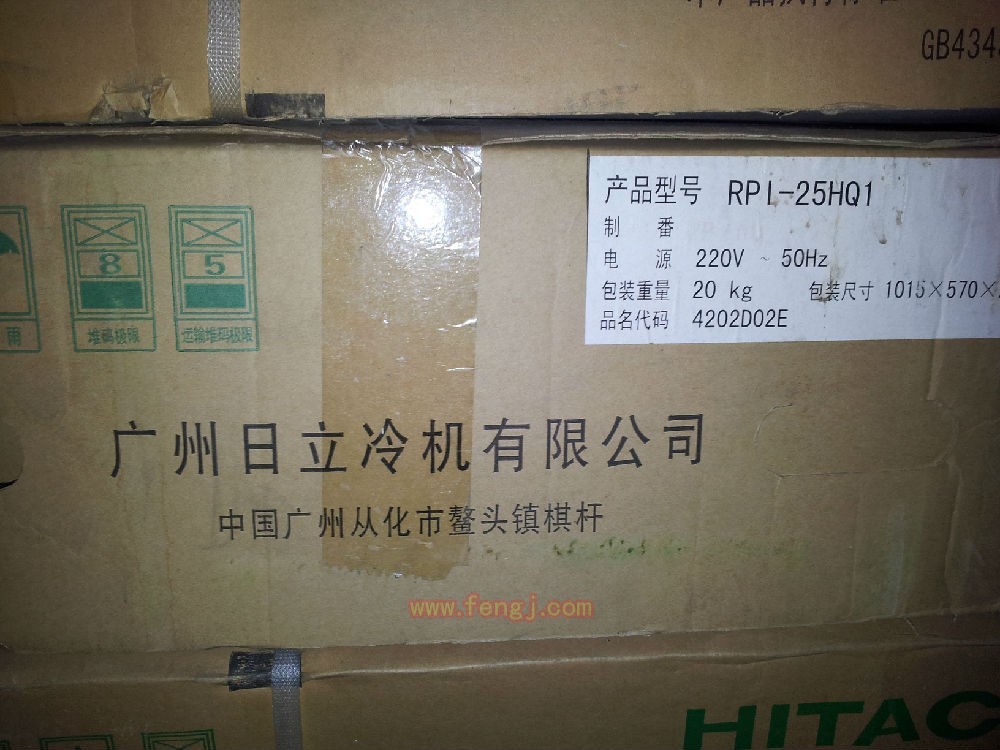 GB434
产品型号 RPI-25HQ1
制 番
电 源 220V ~ 50Hz
包装重量 20 kg 包装尺寸 1015×570×
品名代码 4202D02E
8
5
雨
堆码极限
运输堆码极限
广州日立冷机有限公司
中国广州从化市鳌头镇棋杆
www.fengj.com
HITAC